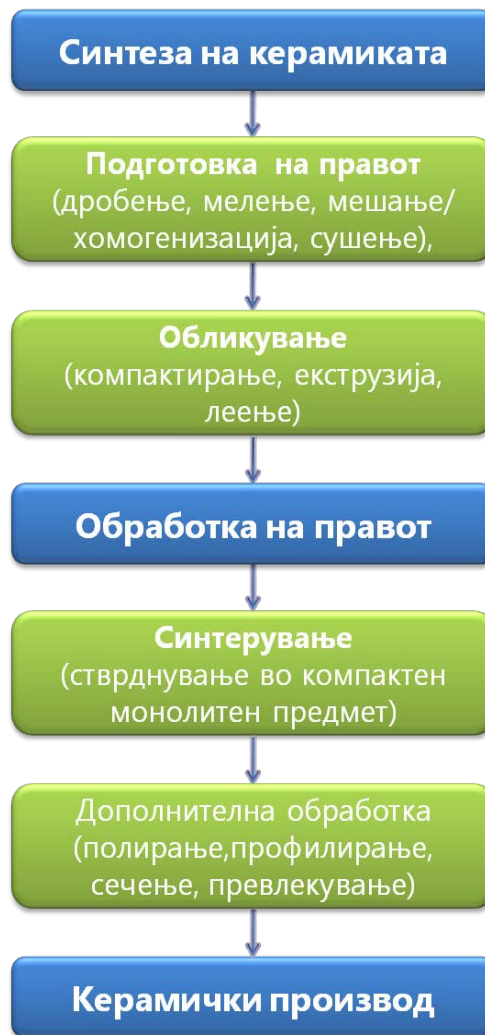 Синтеза на керамиката
Подготовка на правот
(дробење, мелење, мешање/
хомогенизација, сушење),
Обликување
(компактирање, екструзија,
леење)
Обработка на правот
Синтерување
(стврднување во компактен
монолитен предмет)
Дополнителна обработка
(полирање,профилирање,
сечење, превлекување)
Керамички производ